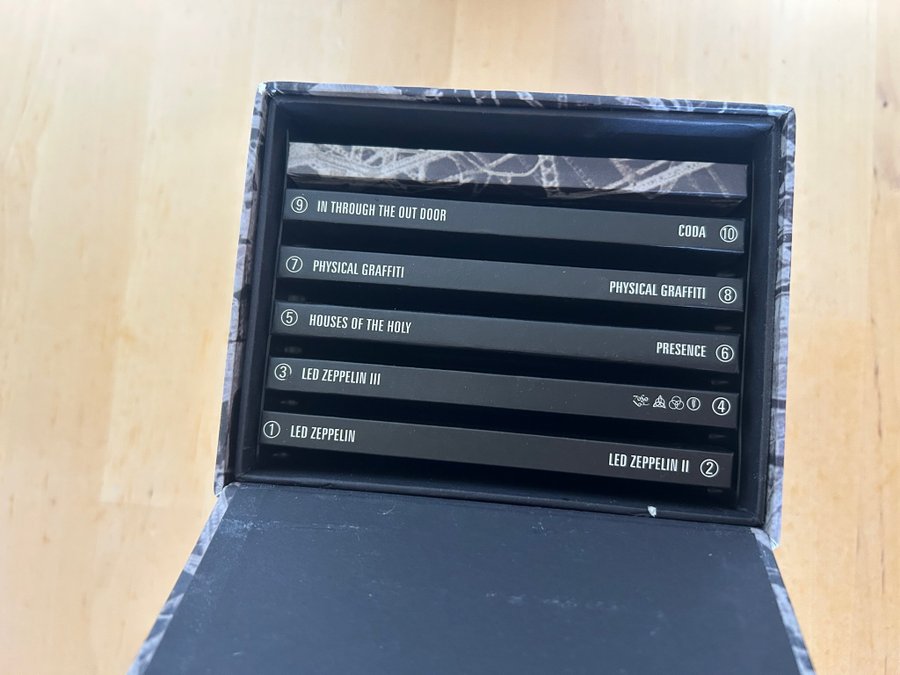 ⑨ IN THROUGH THE OUT DOOR
CODA ⑩
⑦ PHYSICAL GRAFFITI
PHYSICAL GRAFFITI ⑧
⑤ HOUSES OF THE HOLY
PRESENCE ⑥
③ LED ZEPPELIN III
④
① LED ZEPPELIN
LED ZEPPELIN II ②